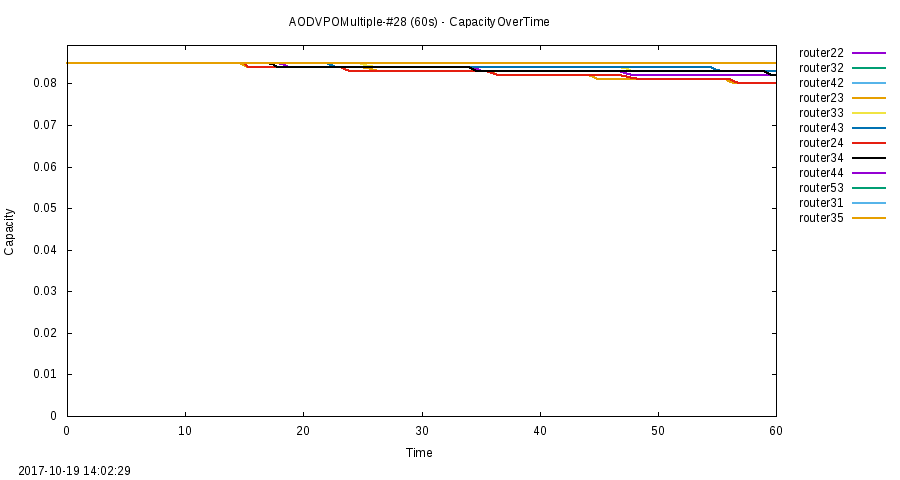 AODVPOMultiple-#28 (60s) - CapacityOverTime
router22
router32
router42
router23
router33
router43
router24
router34
router44
router53
router31
router35
0.08
0.07
0.06
0.05
0.04
0.03
0.02
0.01
0
Capacity
0 10 20 30 40 50 60
Time
2017-10-19 14:02:29